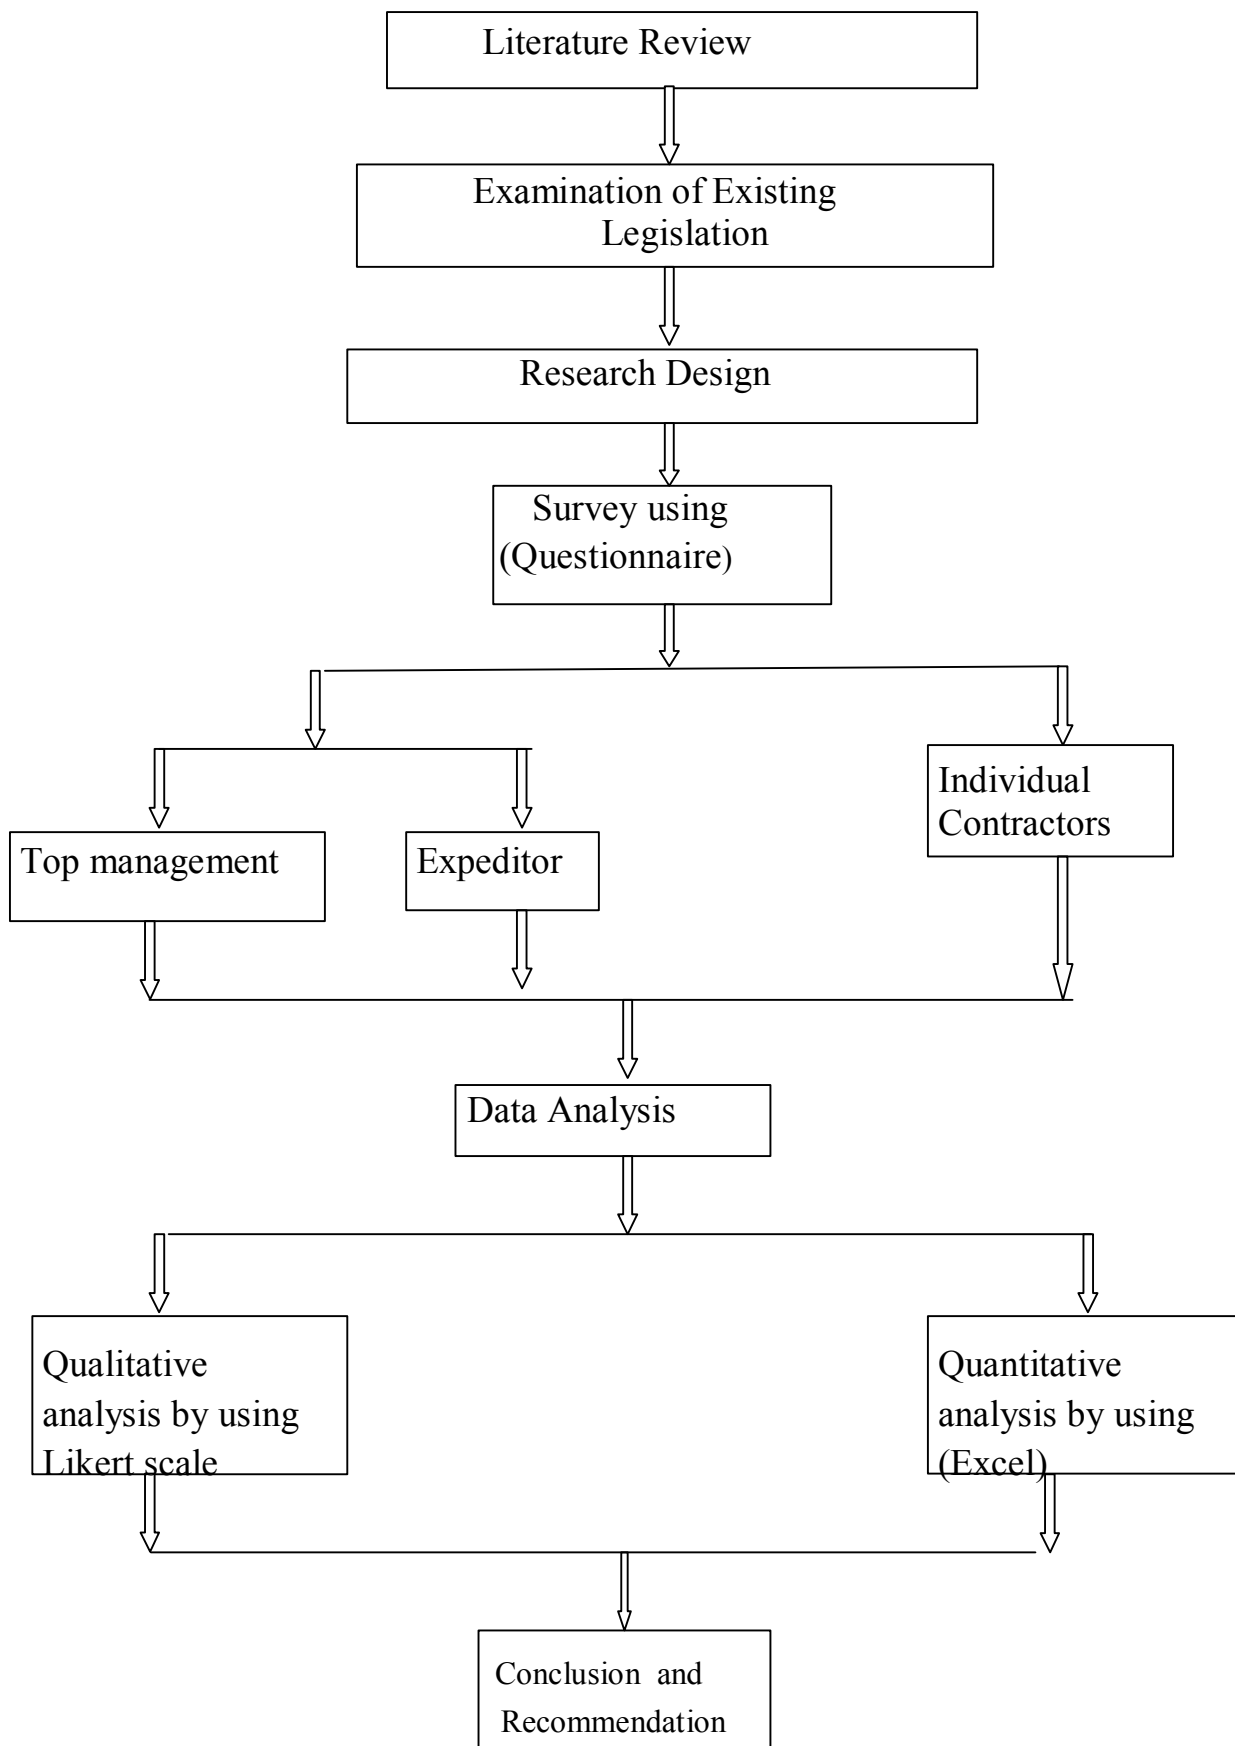 Literature Review
Examination of Existing
Legislation
Research Design
Survey using
(Questionnaire)
Individual
Contractors
Top management
Expeditor
Data Analysis
Qualitative
analysis by using
Likert scale
Quantitative
analysis by using
(Excel)
Conclusion and
Recommendation